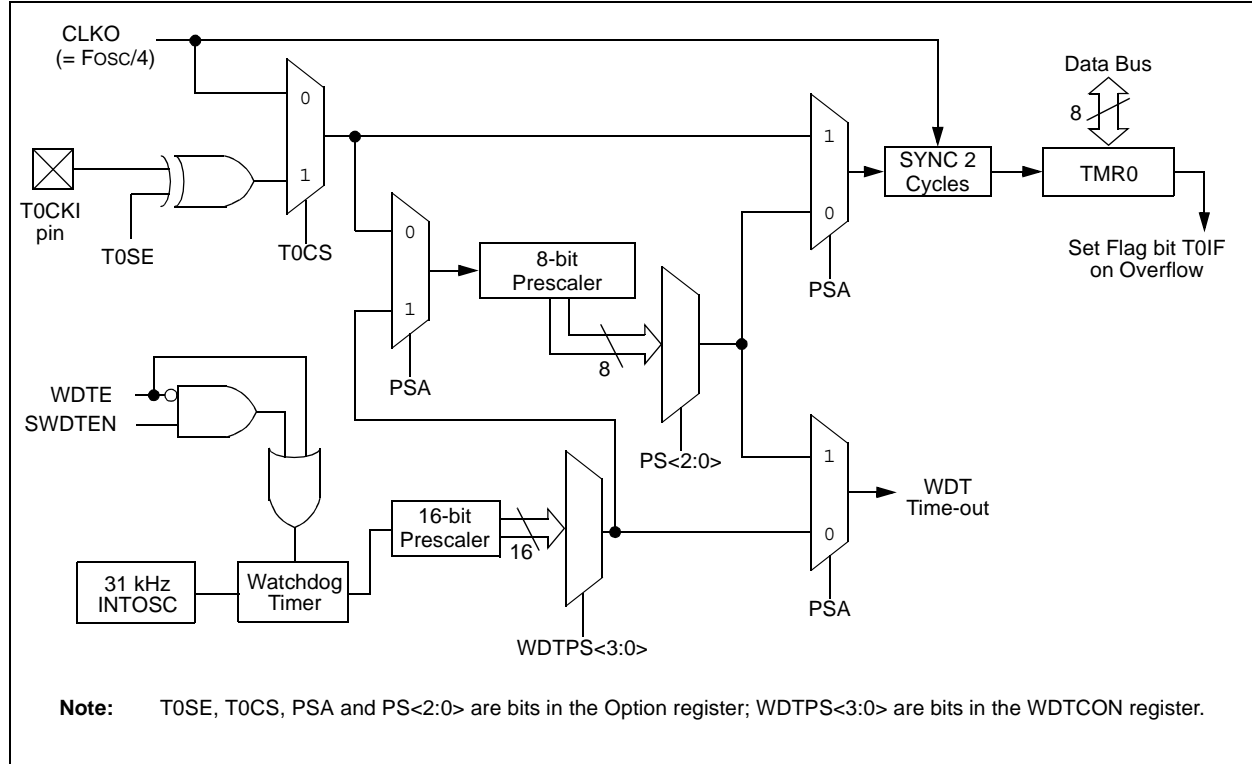 CLKO
(= FOSC/4)
Data Bus
8
0
1
1
0
SYNC 2
Cycles
TMR0
T0CKI
pin
T0SE
T0CS
0
1
8-bit
Prescaler
PSA
Set Flag bit T0IF
on Overflow
8
PSA
WDTE
SWDTEN
PS<2:0>
1
0
WDT
Time-out
16-bit
Prescaler
16
31 kHz
INTOSC
Watchdog
Timer
PSA
WDTPS<3:0>
Note: T0SE, T0CS, PSA and PS<2:0> are bits in the Option register; WDTPS<3:0> are bits in the WDTCON register.